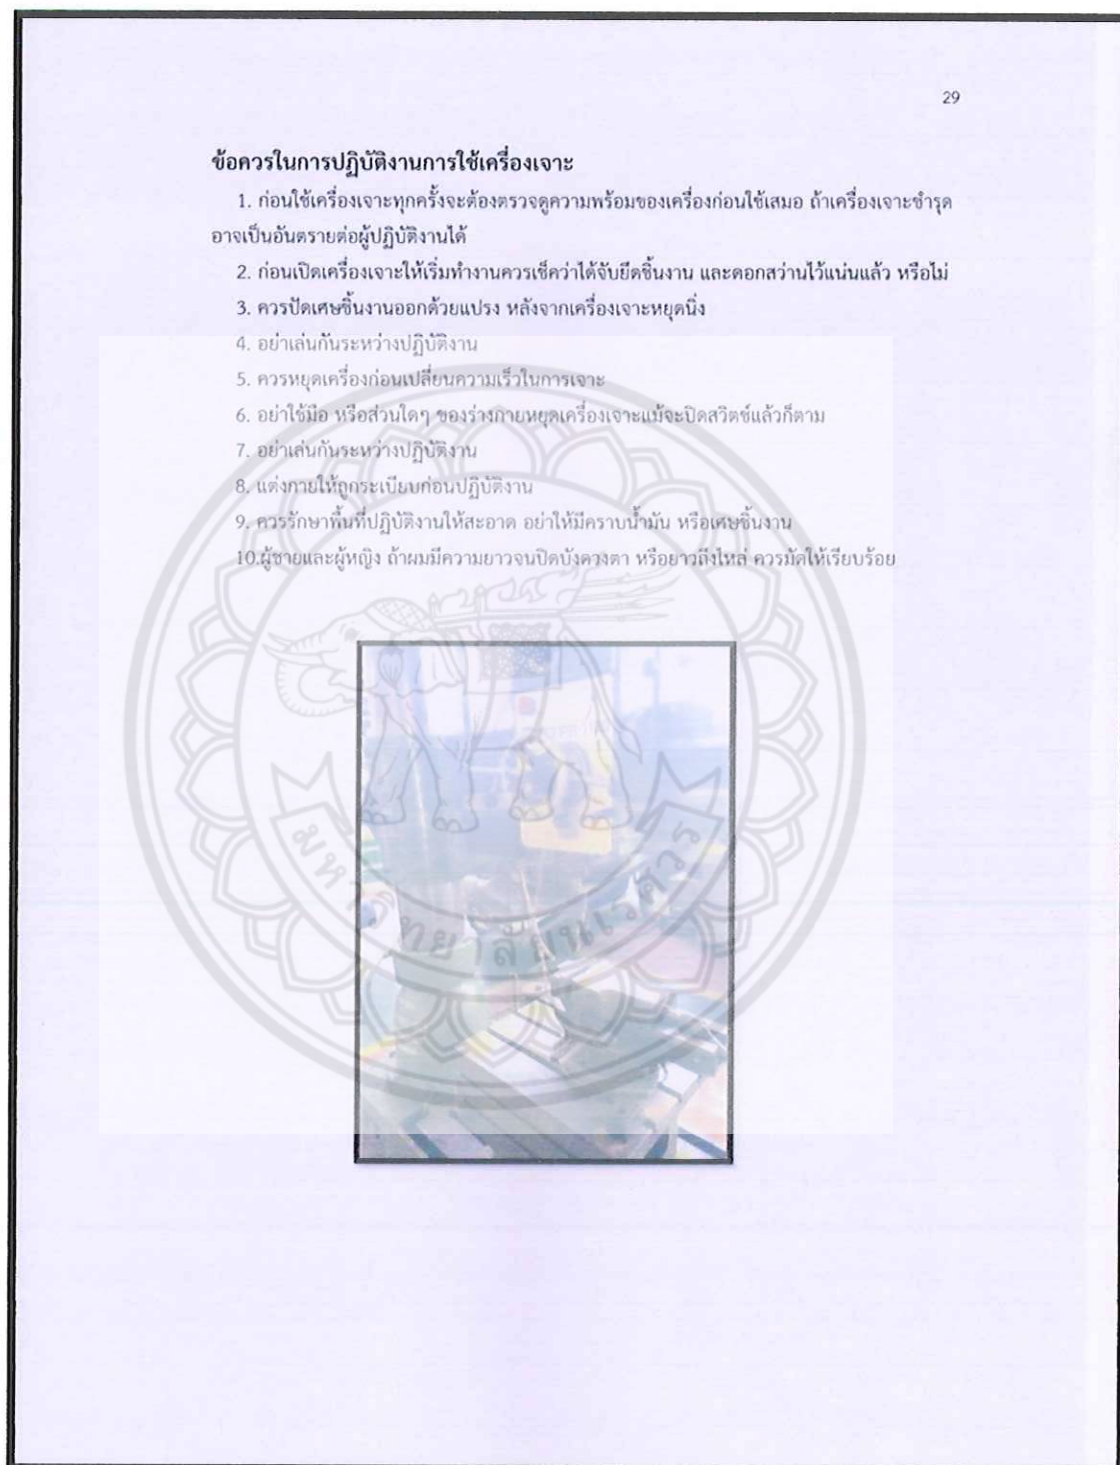 29
ข้อควรในการปฏิบัติงานการใช้เครื่องเจาะ
1. ก่อนใช้เครื่องเจาะทุกครั้งจะต้องตรวจดูความพร้อมของเครื่องก่อนใช้เสมอ ถ้าเครื่องเจาะชำรุด
อาจเป็นอันตรายต่อผู้ปฏิบัติงานได้
2. ก่อนเปิดเครื่องเจาะให้เริ่มทำงานควรเช็คว่าได้จับยึดชิ้นงาน และดอกสว่านไว้แน่นแล้ว หรือไม่
3. ควรปัดเศษชิ้นงานออกด้วยแปรง หลังจากเครื่องเจาะหยุดนิ่ง
4. อย่าเล่นกันระหว่างปฏิบัติงาน
5. ควรหยุดเครื่องก่อนเปลี่ยนความเร็วในการเจาะ
6. อย่าใช้มือ หรือส่วนใดๆ ของร่างกายหยุดเครื่องเจาะแม้จะปิดสวิตช์แล้วก็ตาม
7. อย่าเล่นกันระหว่างปฏิบัติงาน
8. แต่งกายให้ถูกระเบียบก่อนปฏิบัติงาน
9. ควรรักษาพื้นที่ปฏิบัติงานให้สะอาด อย่าให้มีคราบน้ำมัน หรือเศษชิ้นงาน
10.ผู้ชายและผู้หญิง ถ้าผมมีความยาวจนปิดบังดวงตา หรือยาวถึงไหล่ ควรมัดให้เรียบร้อย
มหาวิทยาลัยนเรศวร